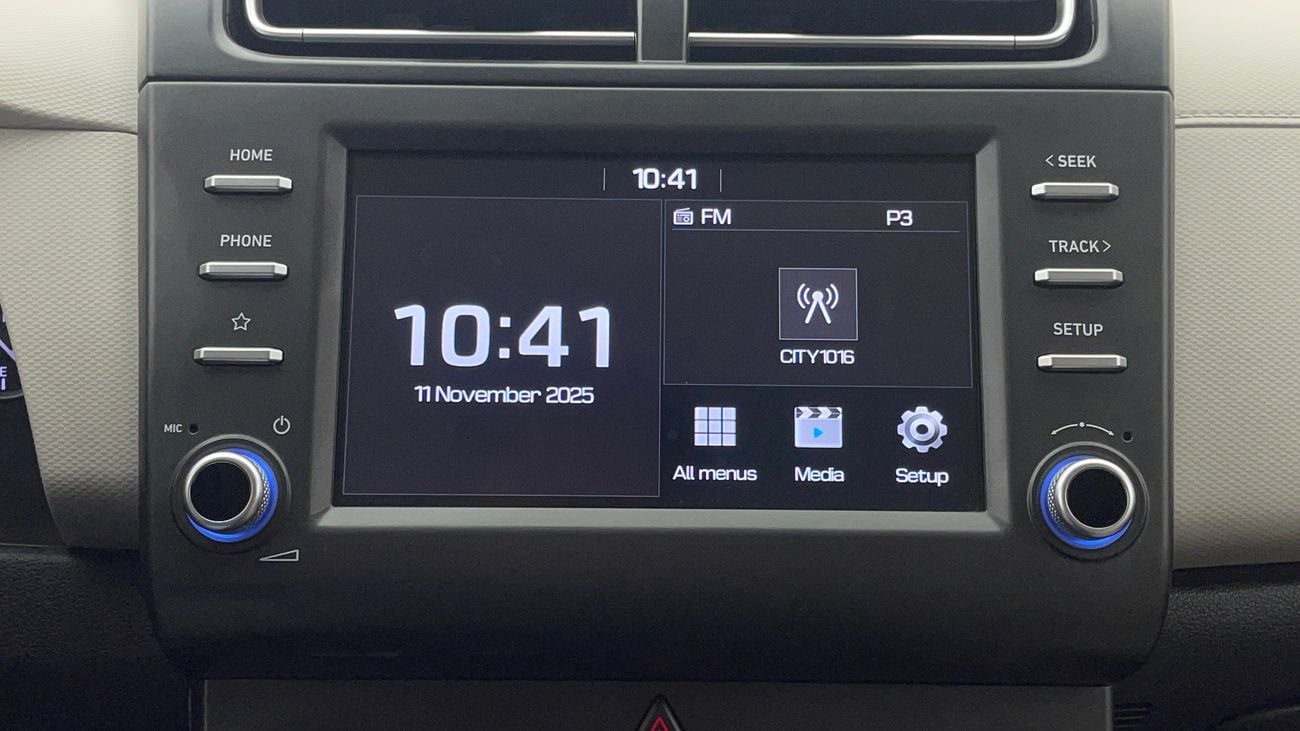 HOME
PHONE
MIC
10:41
10:41
11 November 2025
FM P3
CITY1016
All menus Media Setup
< SEEK
TRACK >
SETUP